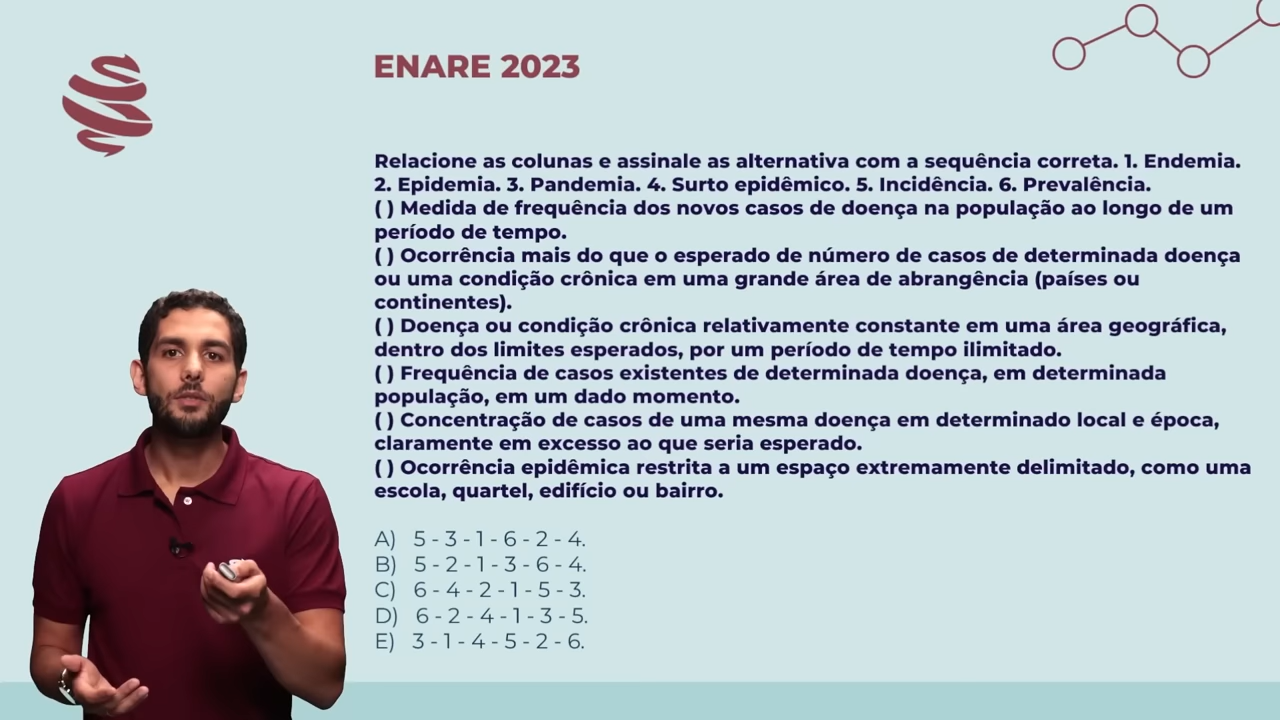 ENARE 2023
Relacione as colunas e assinale as alternativa com a sequência correta. 1. Endemia.
2. Epidemia. 3. Pandemia. 4. Surto epidêmico. 5. Incidência. 6. Prevalência.
( ) Medida de frequência dos novos casos de doença na população ao longo de um
período de tempo.
( ) Ocorrência mais do que o esperado de número de casos de determinada doença
ou uma condição crônica em uma grande área de abrangência (países ou
continentes).
( ) Doença ou condição crônica relativamente constante em uma área geográfica,
dentro dos limites esperados, por um período de tempo ilimitado.
( ) Frequência de casos existentes de determinada doença, em determinada
população, em um dado momento.
( ) Concentração de casos de uma mesma doença em determinado local e época,
claramente em excesso ao que seria esperado.
( ) Ocorrência epidêmica restrita a um espaço extremamente delimitado, como uma
escola, quartel, edifício ou bairro.
A) 5 - 3 - 1 - 6 - 2 - 4.
B) 5 - 2 - 1 - 3 - 6 - 4.
C) 6 - 4 - 2 - 1 - 5 - 3.
D) 6 - 2 - 4 - 1 - 3 - 5.
E) 3 - 1 - 4 - 5 - 2 - 6.